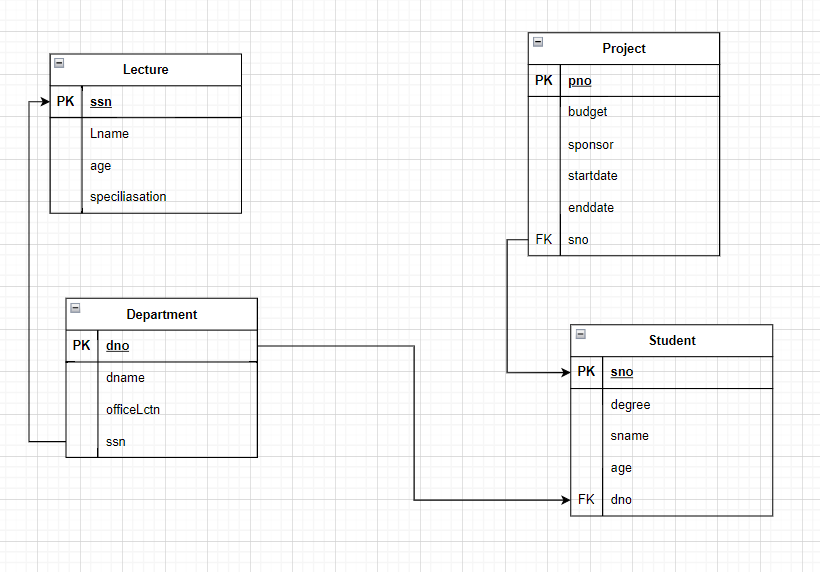 Lecture
PK ssn
Lname
age
speciliasation
Project
PK pno
budget
sponsor
startdate
enddate
FK sno
Department
PK dno
dname
officeLctn
ssn
Student
PK sno
degree
sname
age
FK dno